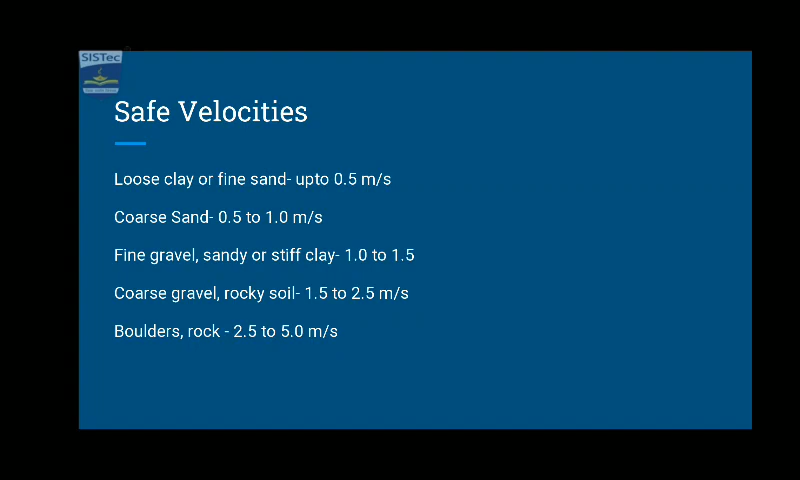 SISTec
Safe Velocities
Loose clay or fine sand- upto 0.5 m/s
Coarse Sand- 0.5 to 1.0 m/s
Fine gravel, sandy or stiff clay- 1.0 to 1.5
Coarse gravel, rocky soil- 1.5 to 2.5 m/s
Boulders, rock - 2.5 to 5.0 m/s